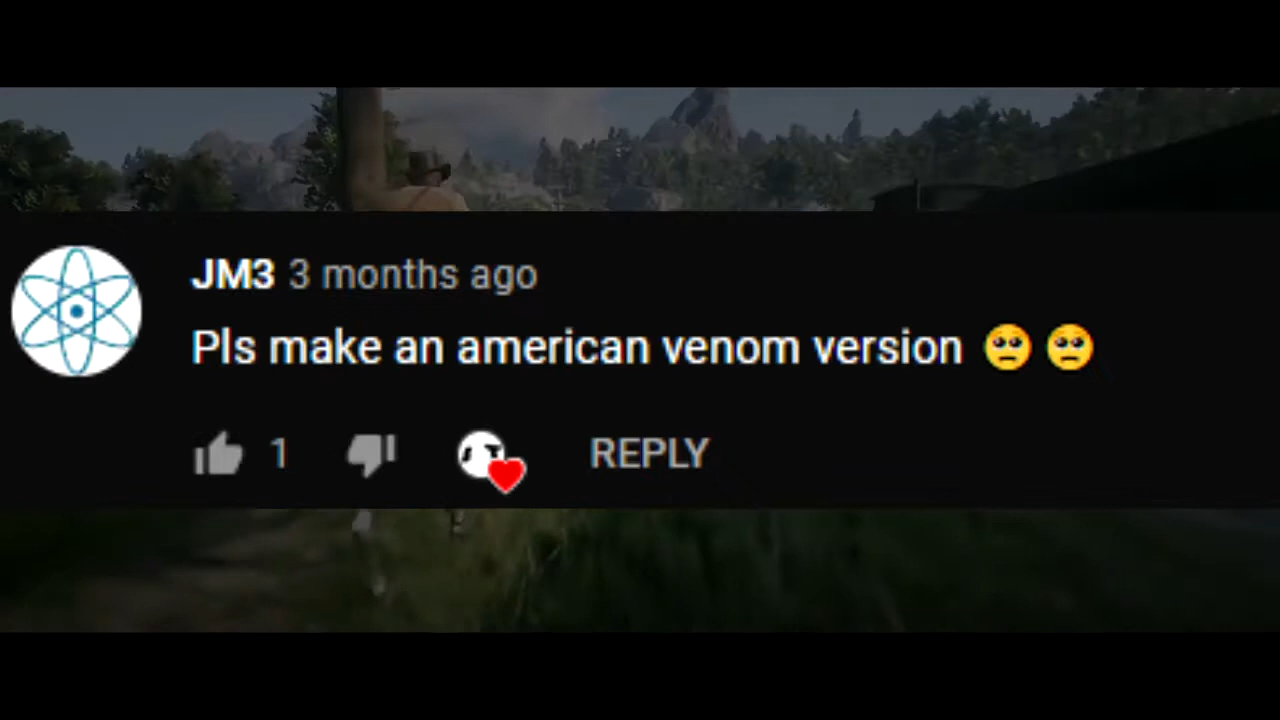 JM3 3 months ago
Pls make an american venom version 🥺 🥺
1 REPLY